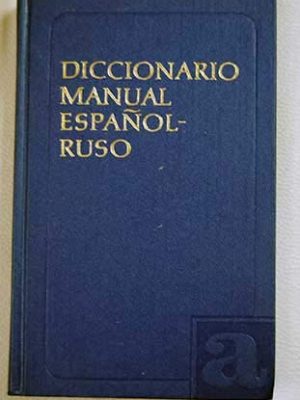 DICCIONARIO
MANUAL
ESPAÑOL-
RUSO
a